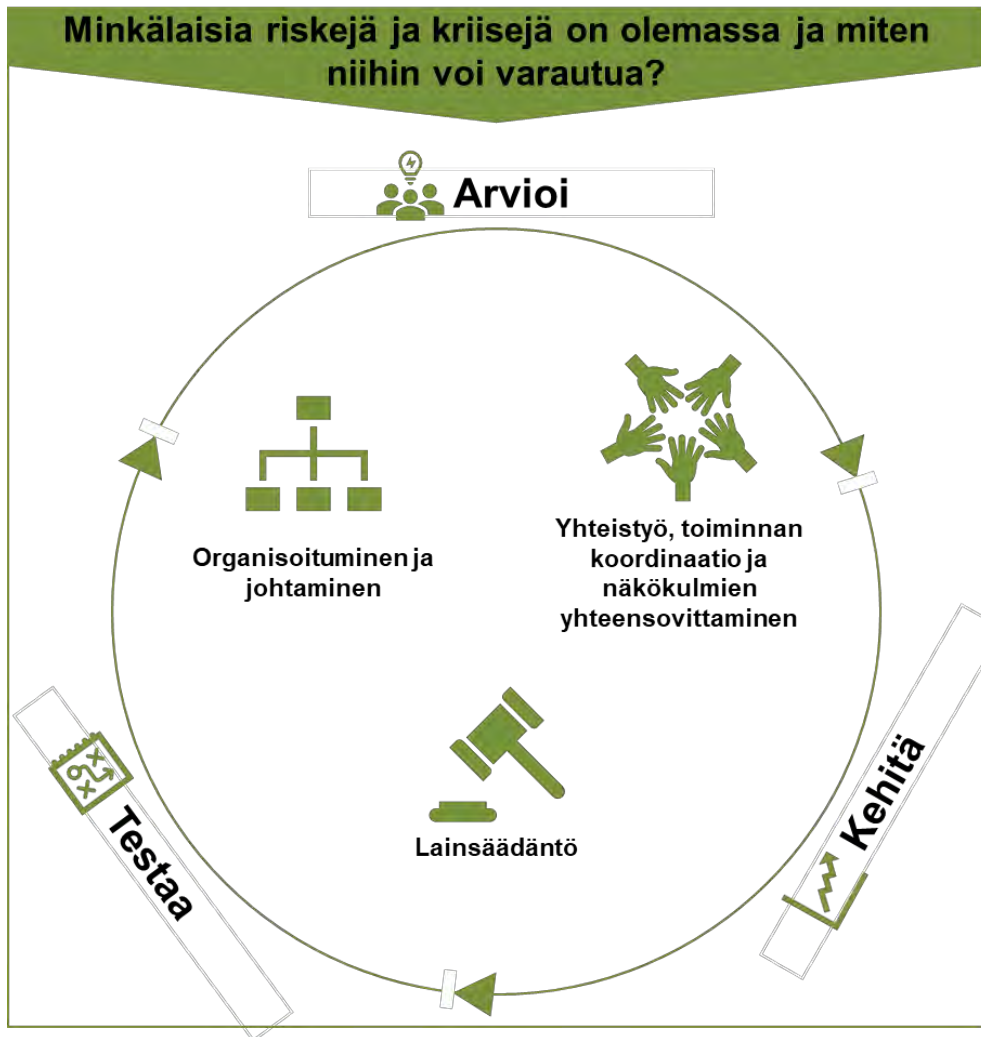 Minkälaisia riskejä ja kriisejä on olemassa ja miten
niihin voi varautua?
Arvioi
Organisoituminen ja
johtaminen
Yhteistyö, toiminnan
koordinaatio ja
näkökulmien
yhteensovittaminen
Lainsäädäntö
Kehitä
Testaa